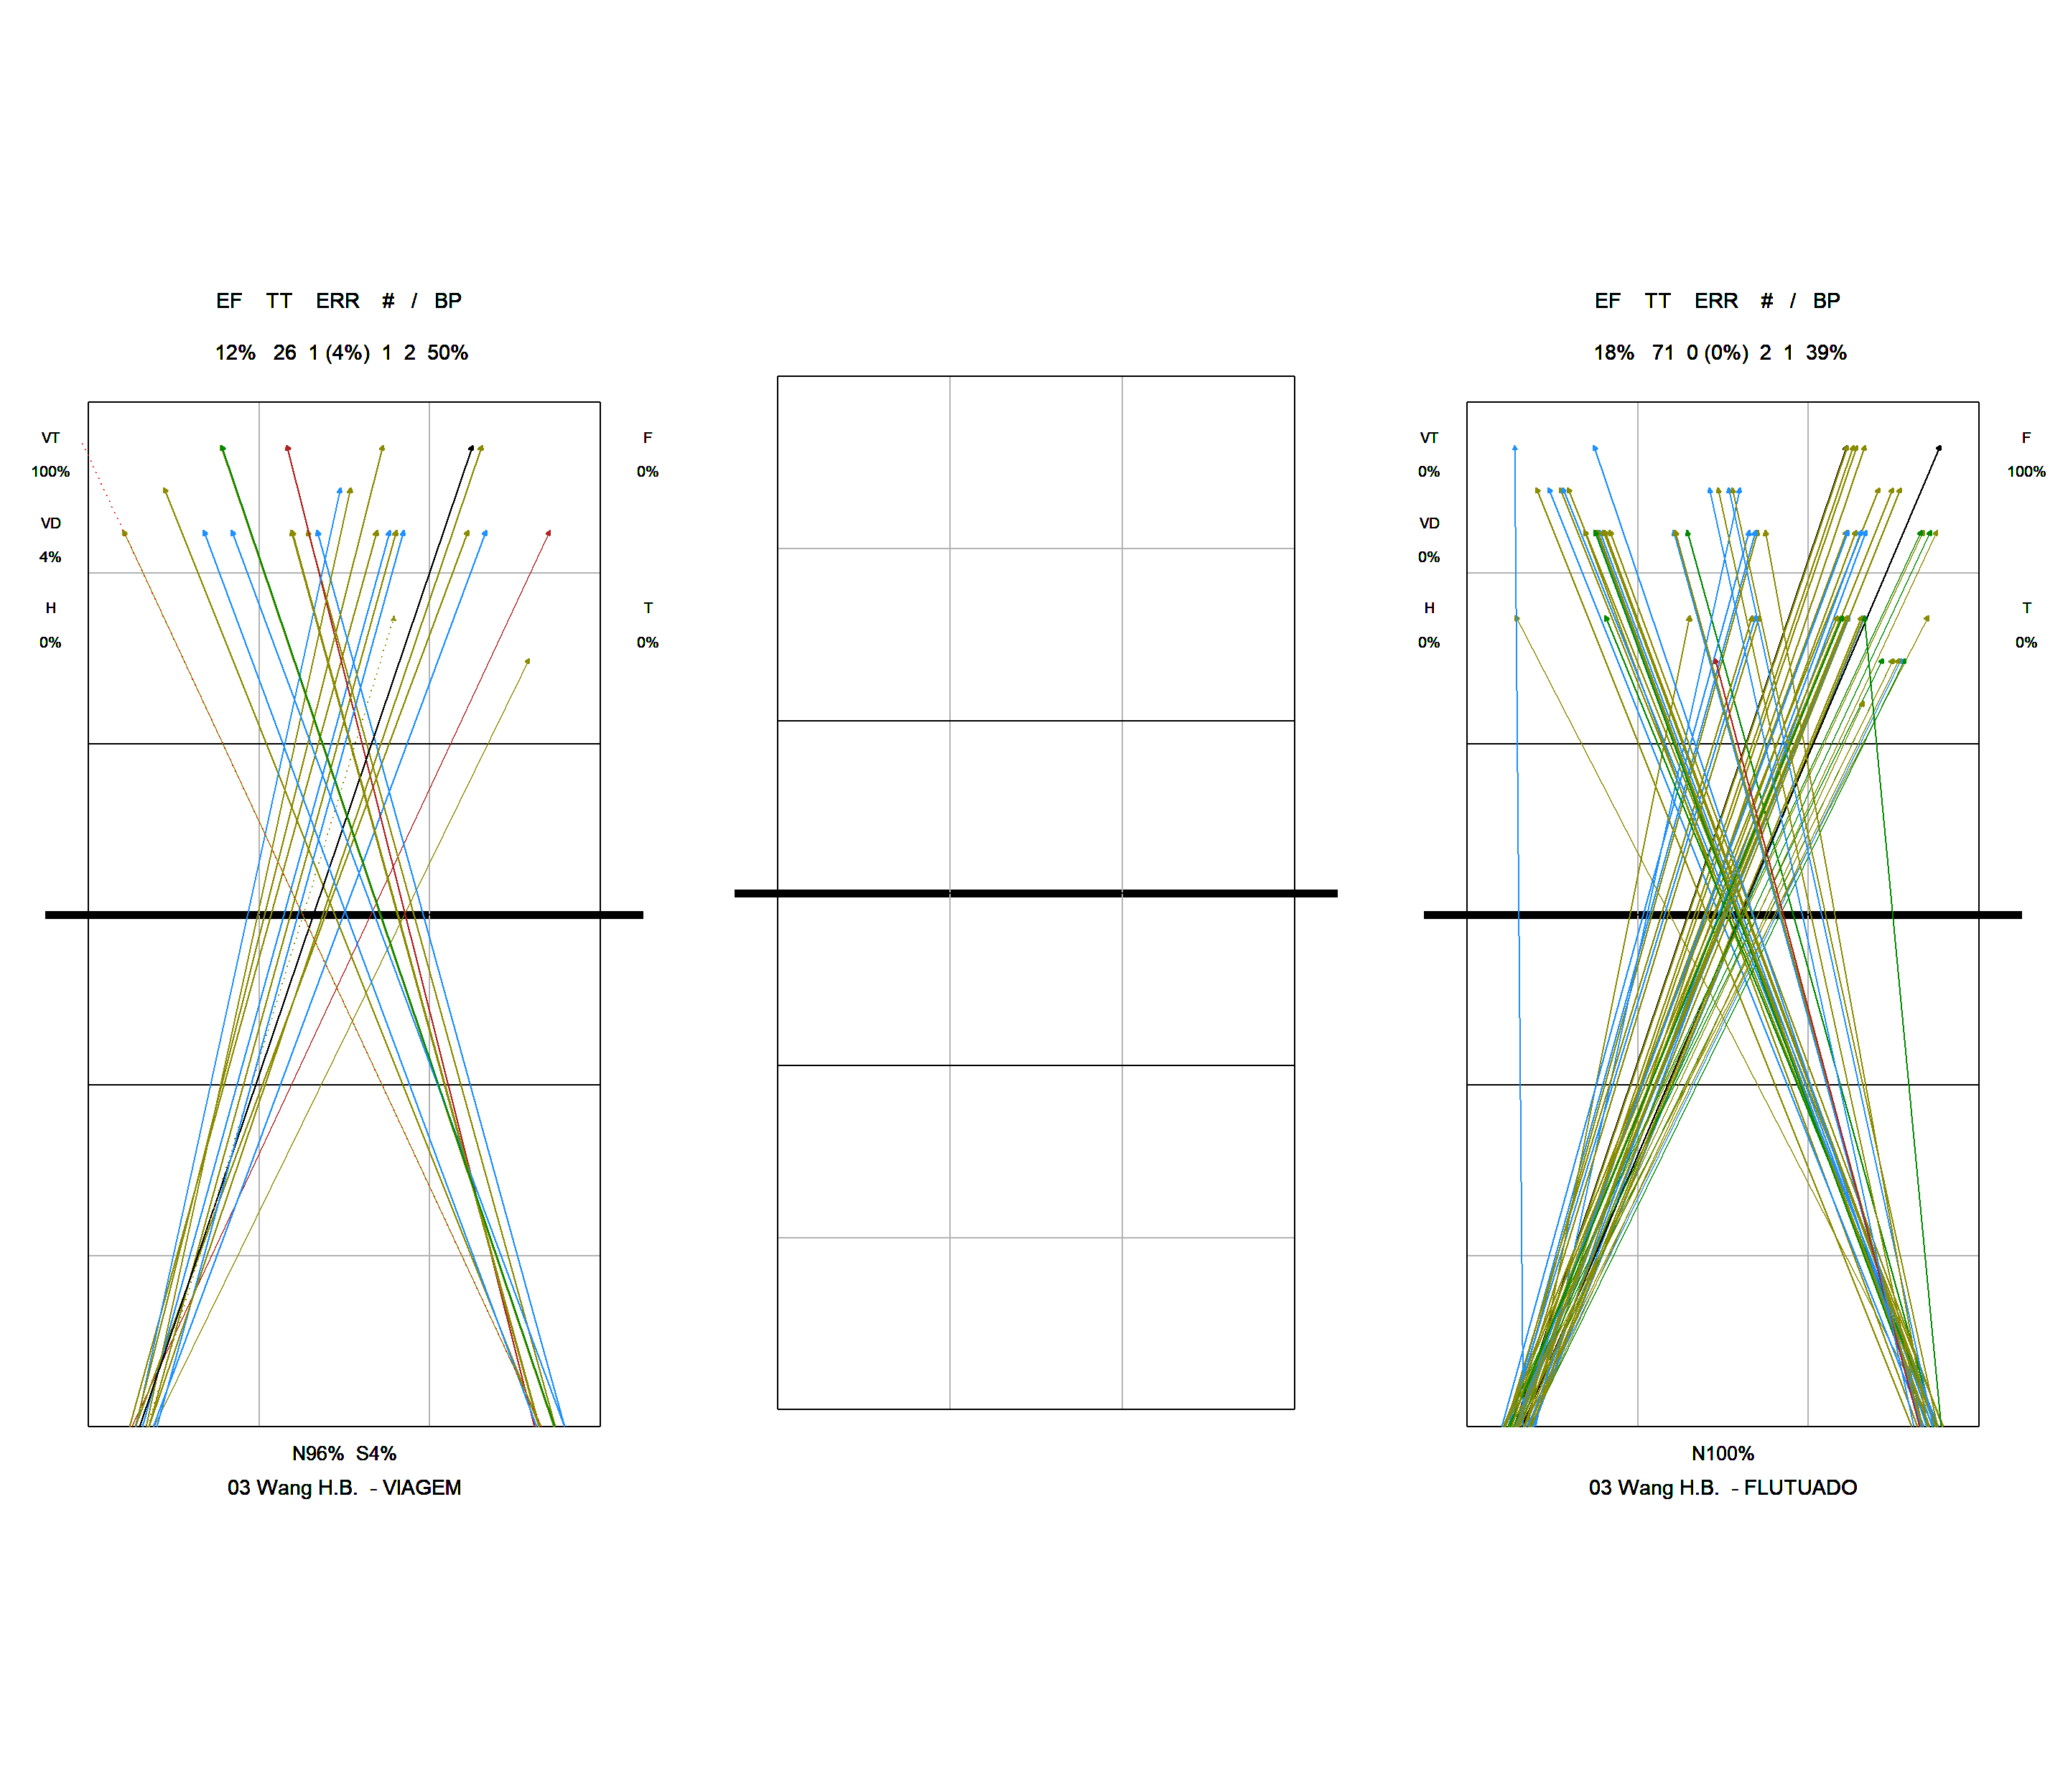 EF TT ERR # / BP
12% 26 1 (4%) 1 2 50%
VT
100%
VD
4%
H
0%
F
0%
T
0%
N96% S4%
03 Wang H.B. - VIAGEM
EF TT ERR # / BP
18% 71 0 (0%) 2 1 39%
VT
0%
VD
0%
H
0%
F
100%
T
0%
N100%
03 Wang H.B. - FLUTUADO